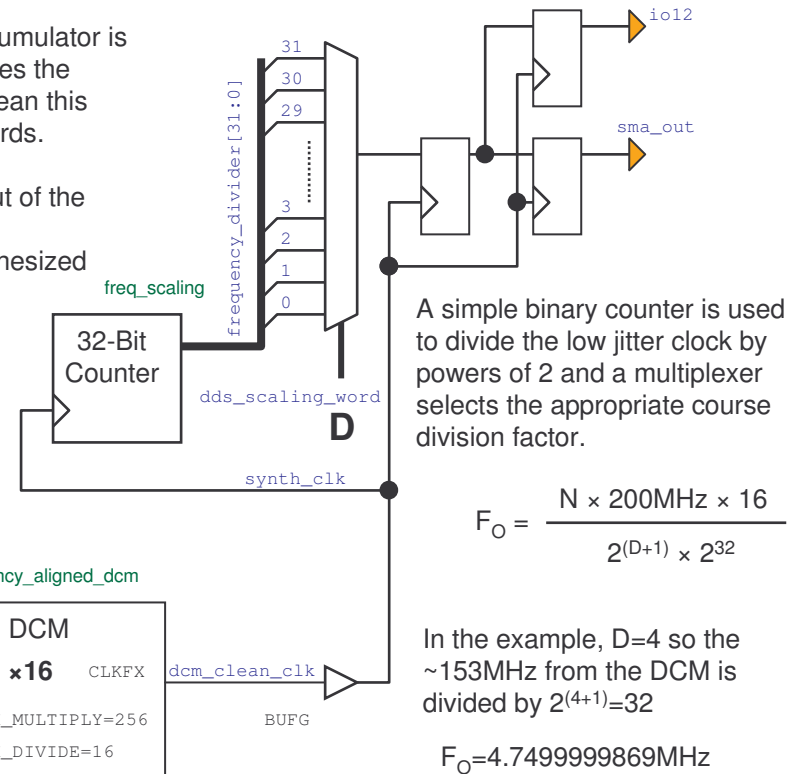 umulator is
es the
ean this
rds.
ut of the
nesized
freq_scaling
32-Bit
Counter
frequency_divider[31:0]
31
30
29
3
2
1
0
dds_scaling_word
D
synth_clk
io12
sma_out
A simple binary counter is used
to divide the low jitter clock by
powers of 2 and a multiplexer
selects the appropriate course
division factor.
F_O = N × 200MHz × 16
2^(D+1) × 2^32
ncy_aligned_dcm
DCM
×16 CLKFX
_MULTIPLY=256
_DIVIDE=16
dcm_clean_clk
BUFG
In the example, D=4 so the
~153MHz from the DCM is
divided by 2^(4+1)=32
F_O=4.7499999869MHz